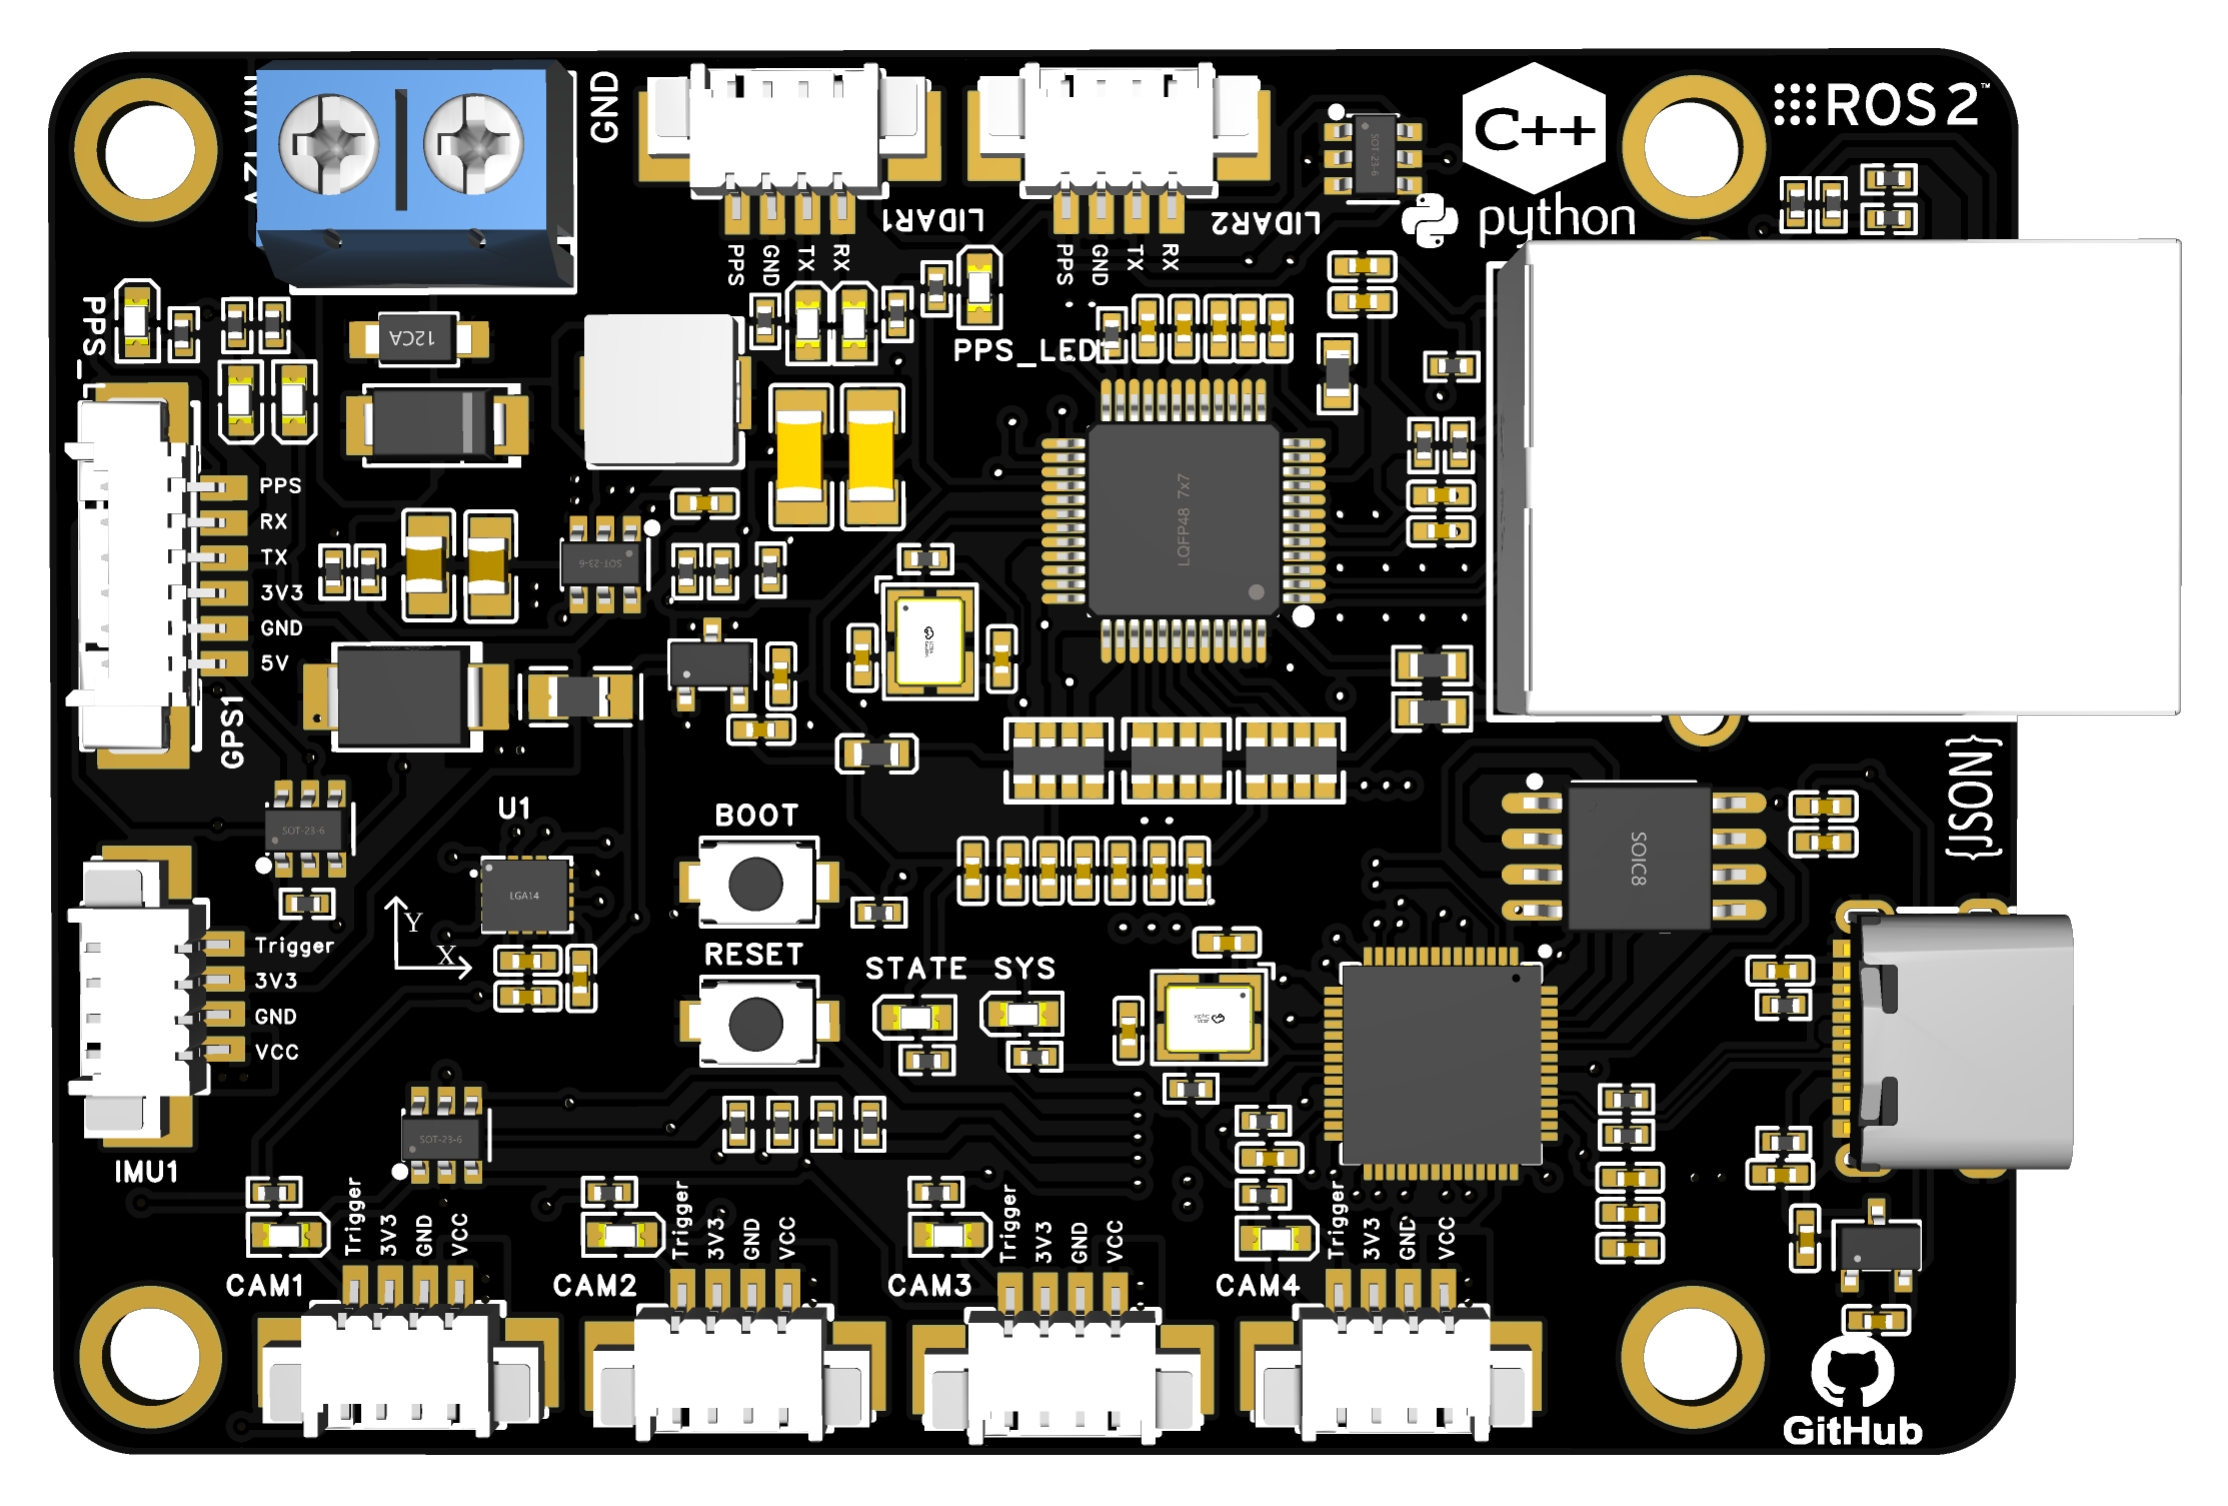 GND
C++
ROS 2™
python
LIDAR1
LIDAR2
PPS
GND
TX
RX
PPS
GND
TX
RX
PPS_
12CA
PPS_LED
SOT-23-6
LQFP48 7x7
PPS
RX
TX
3V3
GND
5V
GPS1
SOT-23-6
{JSON}
SOT-23-6
U1
LGA14
BOOT
SOIC8
Y
X
RESET
STATE
SYS
Trigger
3V3
GND
VCC
IMU1
SOT-23-6
Trigger
3V3
GND
VCC
CAM1
Trigger
3V3
GND
VCC
CAM2
Trigger
3V3
GND
VCC
CAM3
Trigger
3V3
GND
VCC
CAM4
GitHub